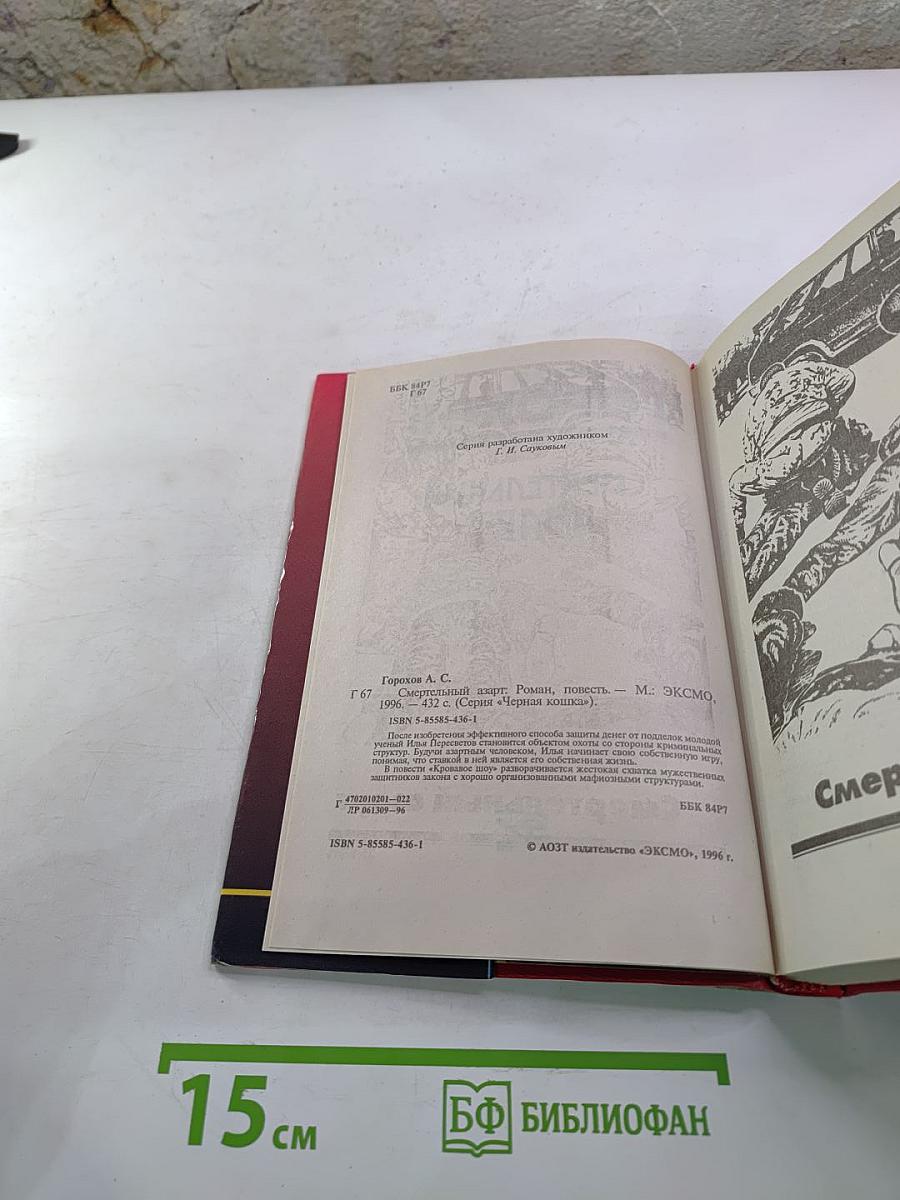 ББК 84Р7
Г 67
Серия разработана художником
Г. И. Сауковым
Горохов А. С.
Г 67 Смертельный азарт: Роман, повесть. — М.: ЭКСМО,
1996. — 432 с. (Серия «Черная кошка»).
ISBN 5-85585-436-1
После изобретения эффективного способа защиты денег от подделок молодой
ученый Илья Пересветов становится объектом охоты со стороны криминальных
структур. Будучи азартным человеком, Илья начинает свою собственную игру,
понимая, что ставкой в ней является его собственная жизнь.
В повести «Кровавое шоу» разворачивается жестокая схватка мужественных
защитников закона с хорошо организованными мафиозными структурами.
Г 4702010201—022
ЛР 061309—96
ББК 84Р7
ISBN 5-85585-436-1
© АОЗТ издательство «ЭКСМО», 1996 г.
Смер
15 см
БФ БИБЛИОФАН